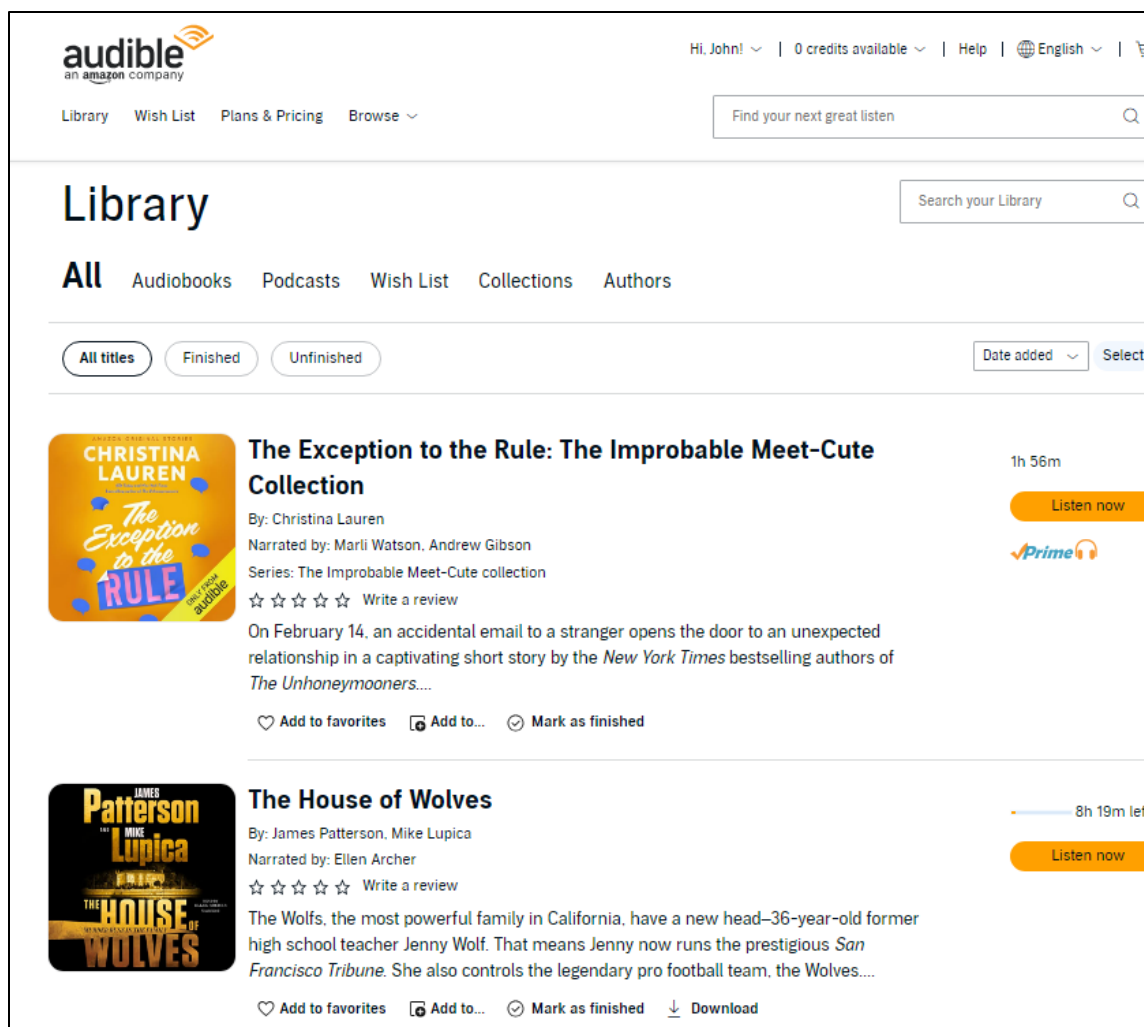 audible
an amazon company
Hi, John! | 0 credits available | Help | English |
Library Wish List Plans & Pricing Browse
Find your next great listen
Library
Search your Library
All Audiobooks Podcasts Wish List Collections Authors
All titles Finished Unfinished
Date added Select
AMAZON ORIGINAL STORIES
CHRISTINA
LAUREN
The
Exception
to the
RULE
ONLY FROM
audible
The Exception to the Rule: The Improbable Meet-Cute
Collection
By: Christina Lauren
Narrated by: Marli Watson, Andrew Gibson
Series: The Improbable Meet-Cute collection
Write a review
On February 14, an accidental email to a stranger opens the door to an unexpected
relationship in a captivating short story by the New York Times bestselling authors of
The Unhoneymooners....
Add to favorites Add to... Mark as finished
1h 56m
Listen now
Prime
JAMES
Patterson
AND MIKE
Lupica
THE
HOUSE
OF
WOLVES
The House of Wolves
By: James Patterson, Mike Lupica
Narrated by: Ellen Archer
Write a review
The Wolfs, the most powerful family in California, have a new head—36-year-old former
high school teacher Jenny Wolf. That means Jenny now runs the prestigious San
Francisco Tribune. She also controls the legendary pro football team, the Wolves....
Add to favorites Add to... Mark as finished Download
8h 19m lef
Listen now